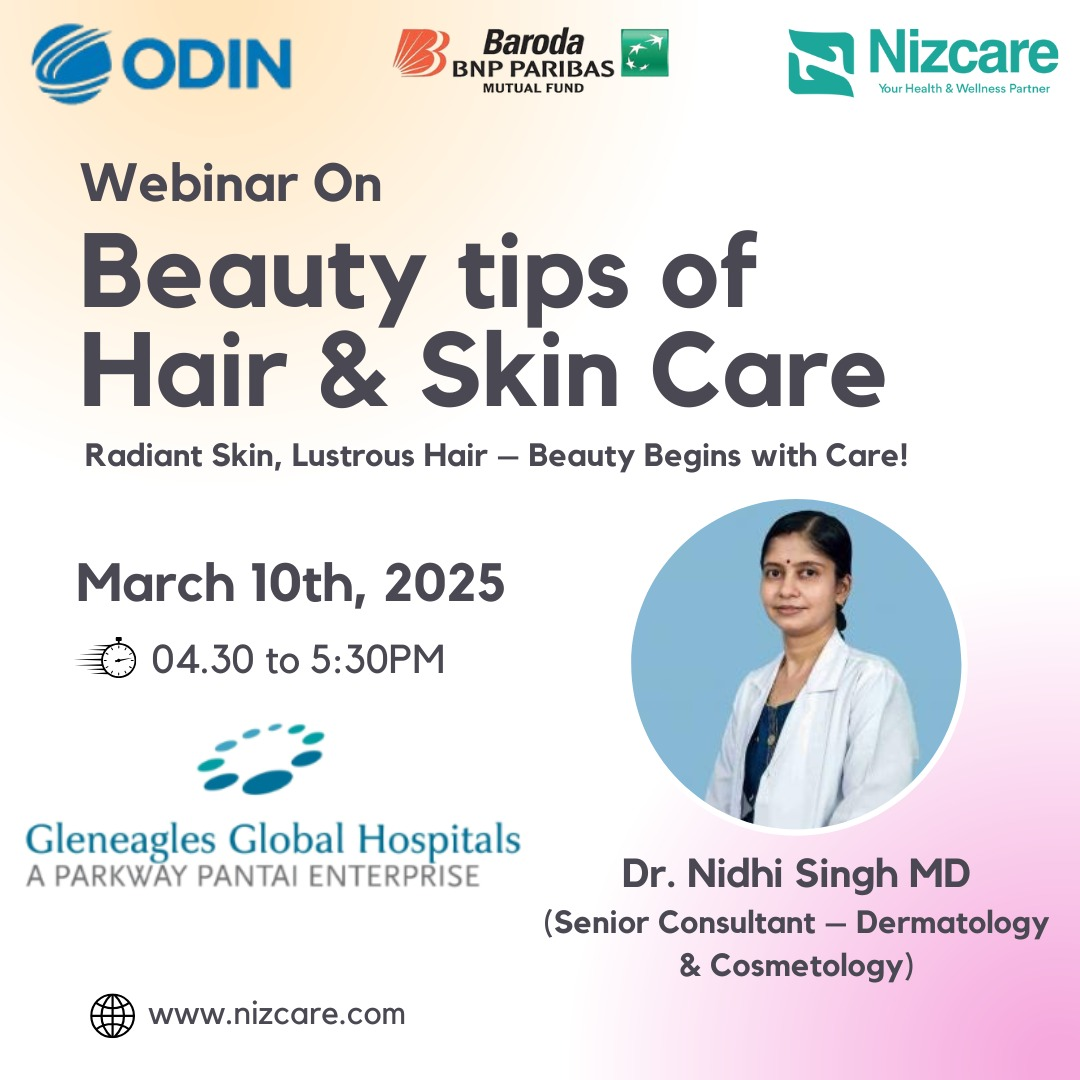 ODIN
Baroda
BNP PARIBAS
MUTUAL FUND
Nizcare
Your Health & Wellness Partner
Webinar On
Beauty tips of
Hair & Skin Care
Radiant Skin, Lustrous Hair – Beauty Begins with Care!
March 10th, 2025
04.30 to 5:30PM
Gleneagles Global Hospitals
A PARKWAY PANTAI ENTERPRISE
Dr. Nidhi Singh MD
(Senior Consultant – Dermatology
& Cosmetology)
www.nizcare.com